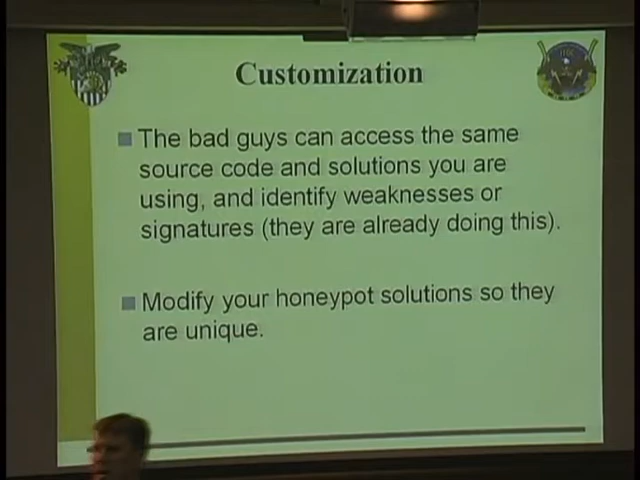 Customization
The bad guys can access the same
source code and solutions you are
using, and identify weaknesses or
signatures (they are already doing this).
Modify your honeypot solutions so they
are unique.